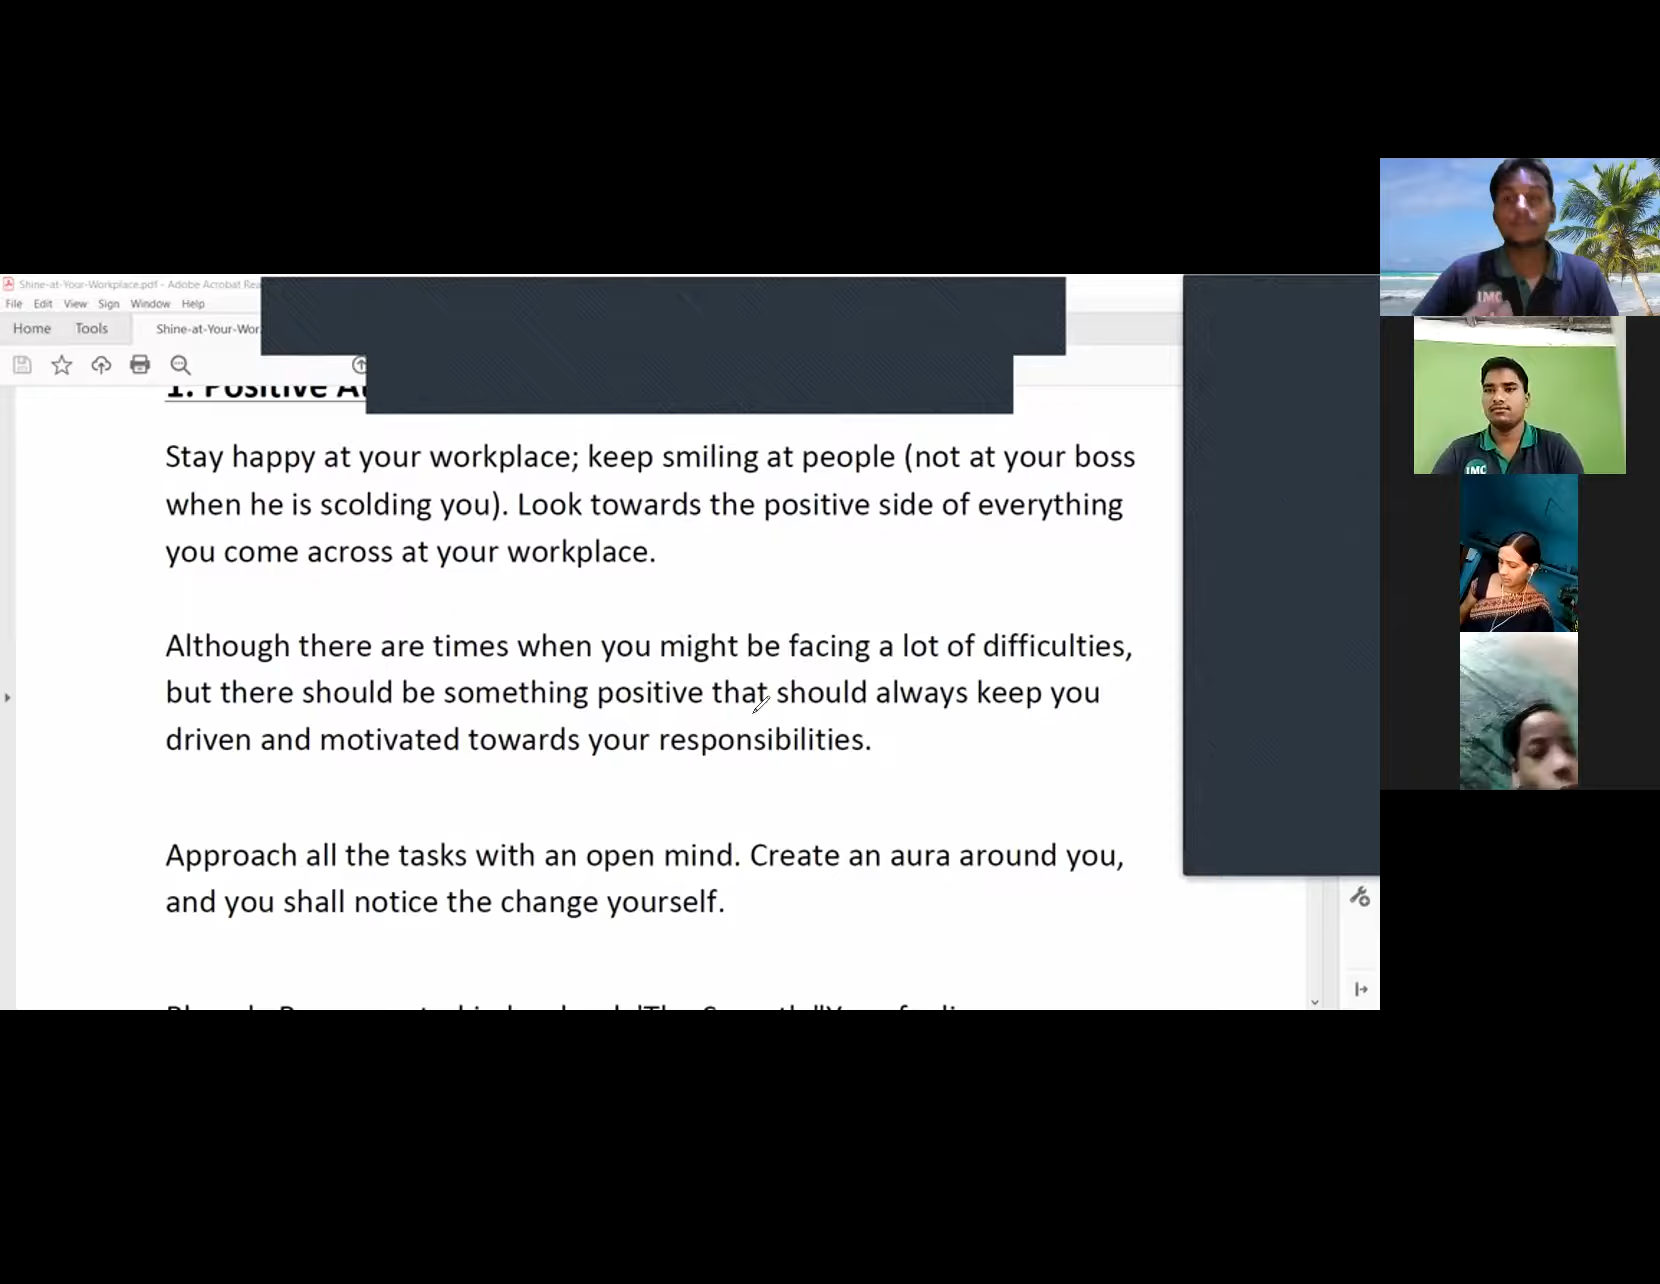 Shine-at-Your-Workplace.pdf - Adobe Acrobat Rea
File Edit View Sign Window Help
Home Tools Shine-at-Your-Wor
1. Positive
Stay happy at your workplace; keep smiling at people (not at your boss
when he is scolding you). Look towards the positive side of everything
you come across at your workplace.
Although there are times when you might be facing a lot of difficulties,
but there should be something positive that should always keep you
driven and motivated towards your responsibilities.
Approach all the tasks with an open mind. Create an aura around you,
and you shall notice the change yourself.
IMC
IMC